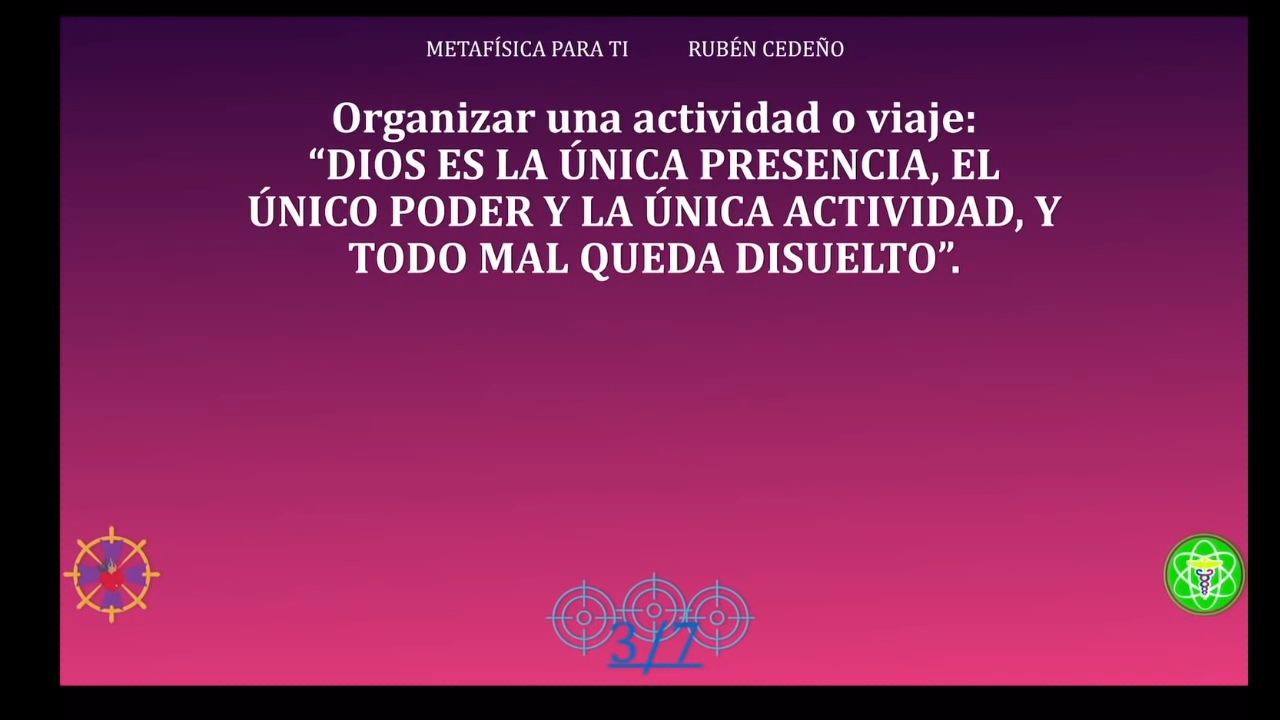 METAFÍSICA PARA TI RUBÉN CEDEÑO
Organizar una actividad o viaje:
“DIOS ES LA ÚNICA PRESENCIA, EL
ÚNICO PODER Y LA ÚNICA ACTIVIDAD, Y
TODO MAL QUEDA DISUELTO”.
3/7